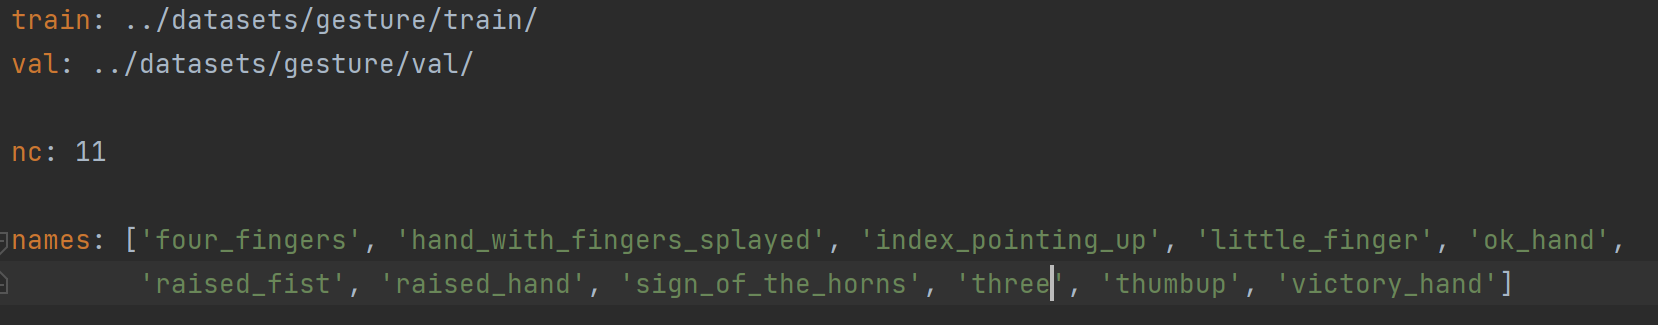 train: ../datasets/gesture/train/
val: ../datasets/gesture/val/
nc: 11
names: ['four_fingers', 'hand_with_fingers_splayed', 'index_pointing_up', 'little_finger', 'ok_hand',
'raised_fist', 'raised_hand', 'sign_of_the_horns', 'three', 'thumbup', 'victory_hand']